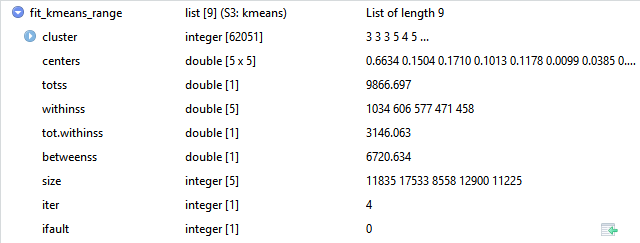 fit_kmeans_range list [9] (S3: kmeans) List of length 9
cluster integer [62051] 3 3 3 5 4 5 ...
centers double [5 x 5] 0.6634 0.1504 0.1710 0.1013 0.1178 0.0099 0.0385 0....
totss double [1] 9866.697
withinss double [5] 1034 606 577 471 458
tot.withinss double [1] 3146.063
betweenss double [1] 6720.634
size integer [5] 11835 17533 8558 12900 11225
iter integer [1] 4
ifault integer [1] 0